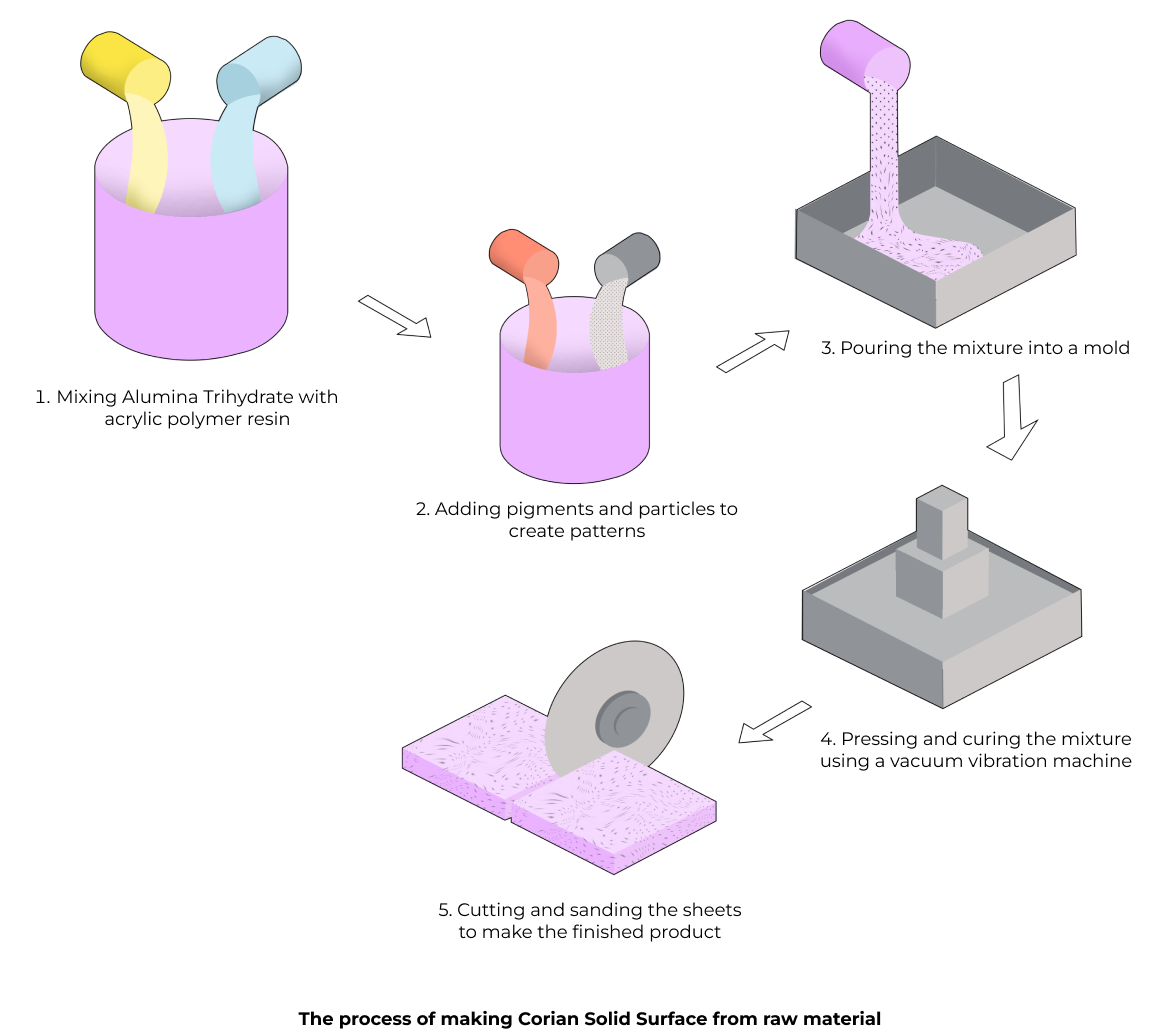 1. Mixing Alumina Trihydrate with
acrylic polymer resin
2. Adding pigments and particles to
create patterns
3. Pouring the mixture into a mold
4. Pressing and curing the mixture
using a vacuum vibration machine
5. Cutting and sanding the sheets
to make the finished product
The process of making Corian Solid Surface from raw material